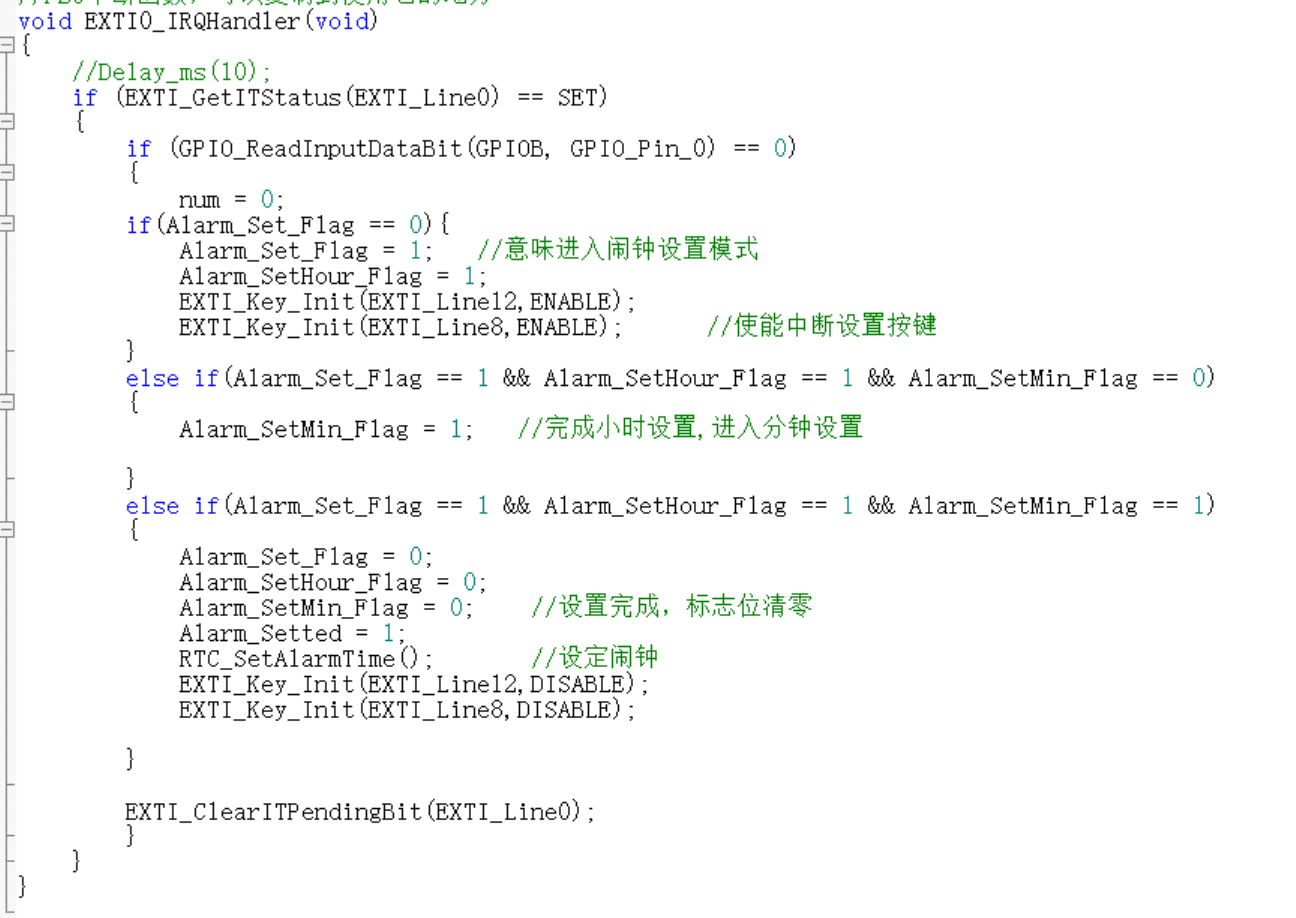 void EXTI0_IRQHandler(void)
{
//Delay_ms(10);
if (EXTI_GetITStatus(EXTI_Line0) == SET)
{
if (GPIO_ReadInputDataBit(GPIOB, GPIO_Pin_0) == 0)
{
num = 0;
if(Alarm_Set_Flag == 0){
Alarm_Set_Flag = 1; //意味进入闹钟设置模式
Alarm_SetHour_Flag = 1;
EXTI_Key_Init(EXTI_Line12,ENABLE);
EXTI_Key_Init(EXTI_Line8,ENABLE); //使能中断设置按键
}
else if(Alarm_Set_Flag == 1 && Alarm_SetHour_Flag == 1 && Alarm_SetMin_Flag == 0)
{
Alarm_SetMin_Flag = 1; //完成小时设置,进入分钟设置
}
else if(Alarm_Set_Flag == 1 && Alarm_SetHour_Flag == 1 && Alarm_SetMin_Flag == 1)
{
Alarm_Set_Flag = 0;
Alarm_SetHour_Flag = 0;
Alarm_SetMin_Flag = 0; //设置完成，标志位清零
Alarm_Setted = 1;
RTC_SetAlarmTime(); //设定闹钟
EXTI_Key_Init(EXTI_Line12,DISABLE);
EXTI_Key_Init(EXTI_Line8,DISABLE);
}
EXTI_ClearITPendingBit(EXTI_Line0);
}
}
}